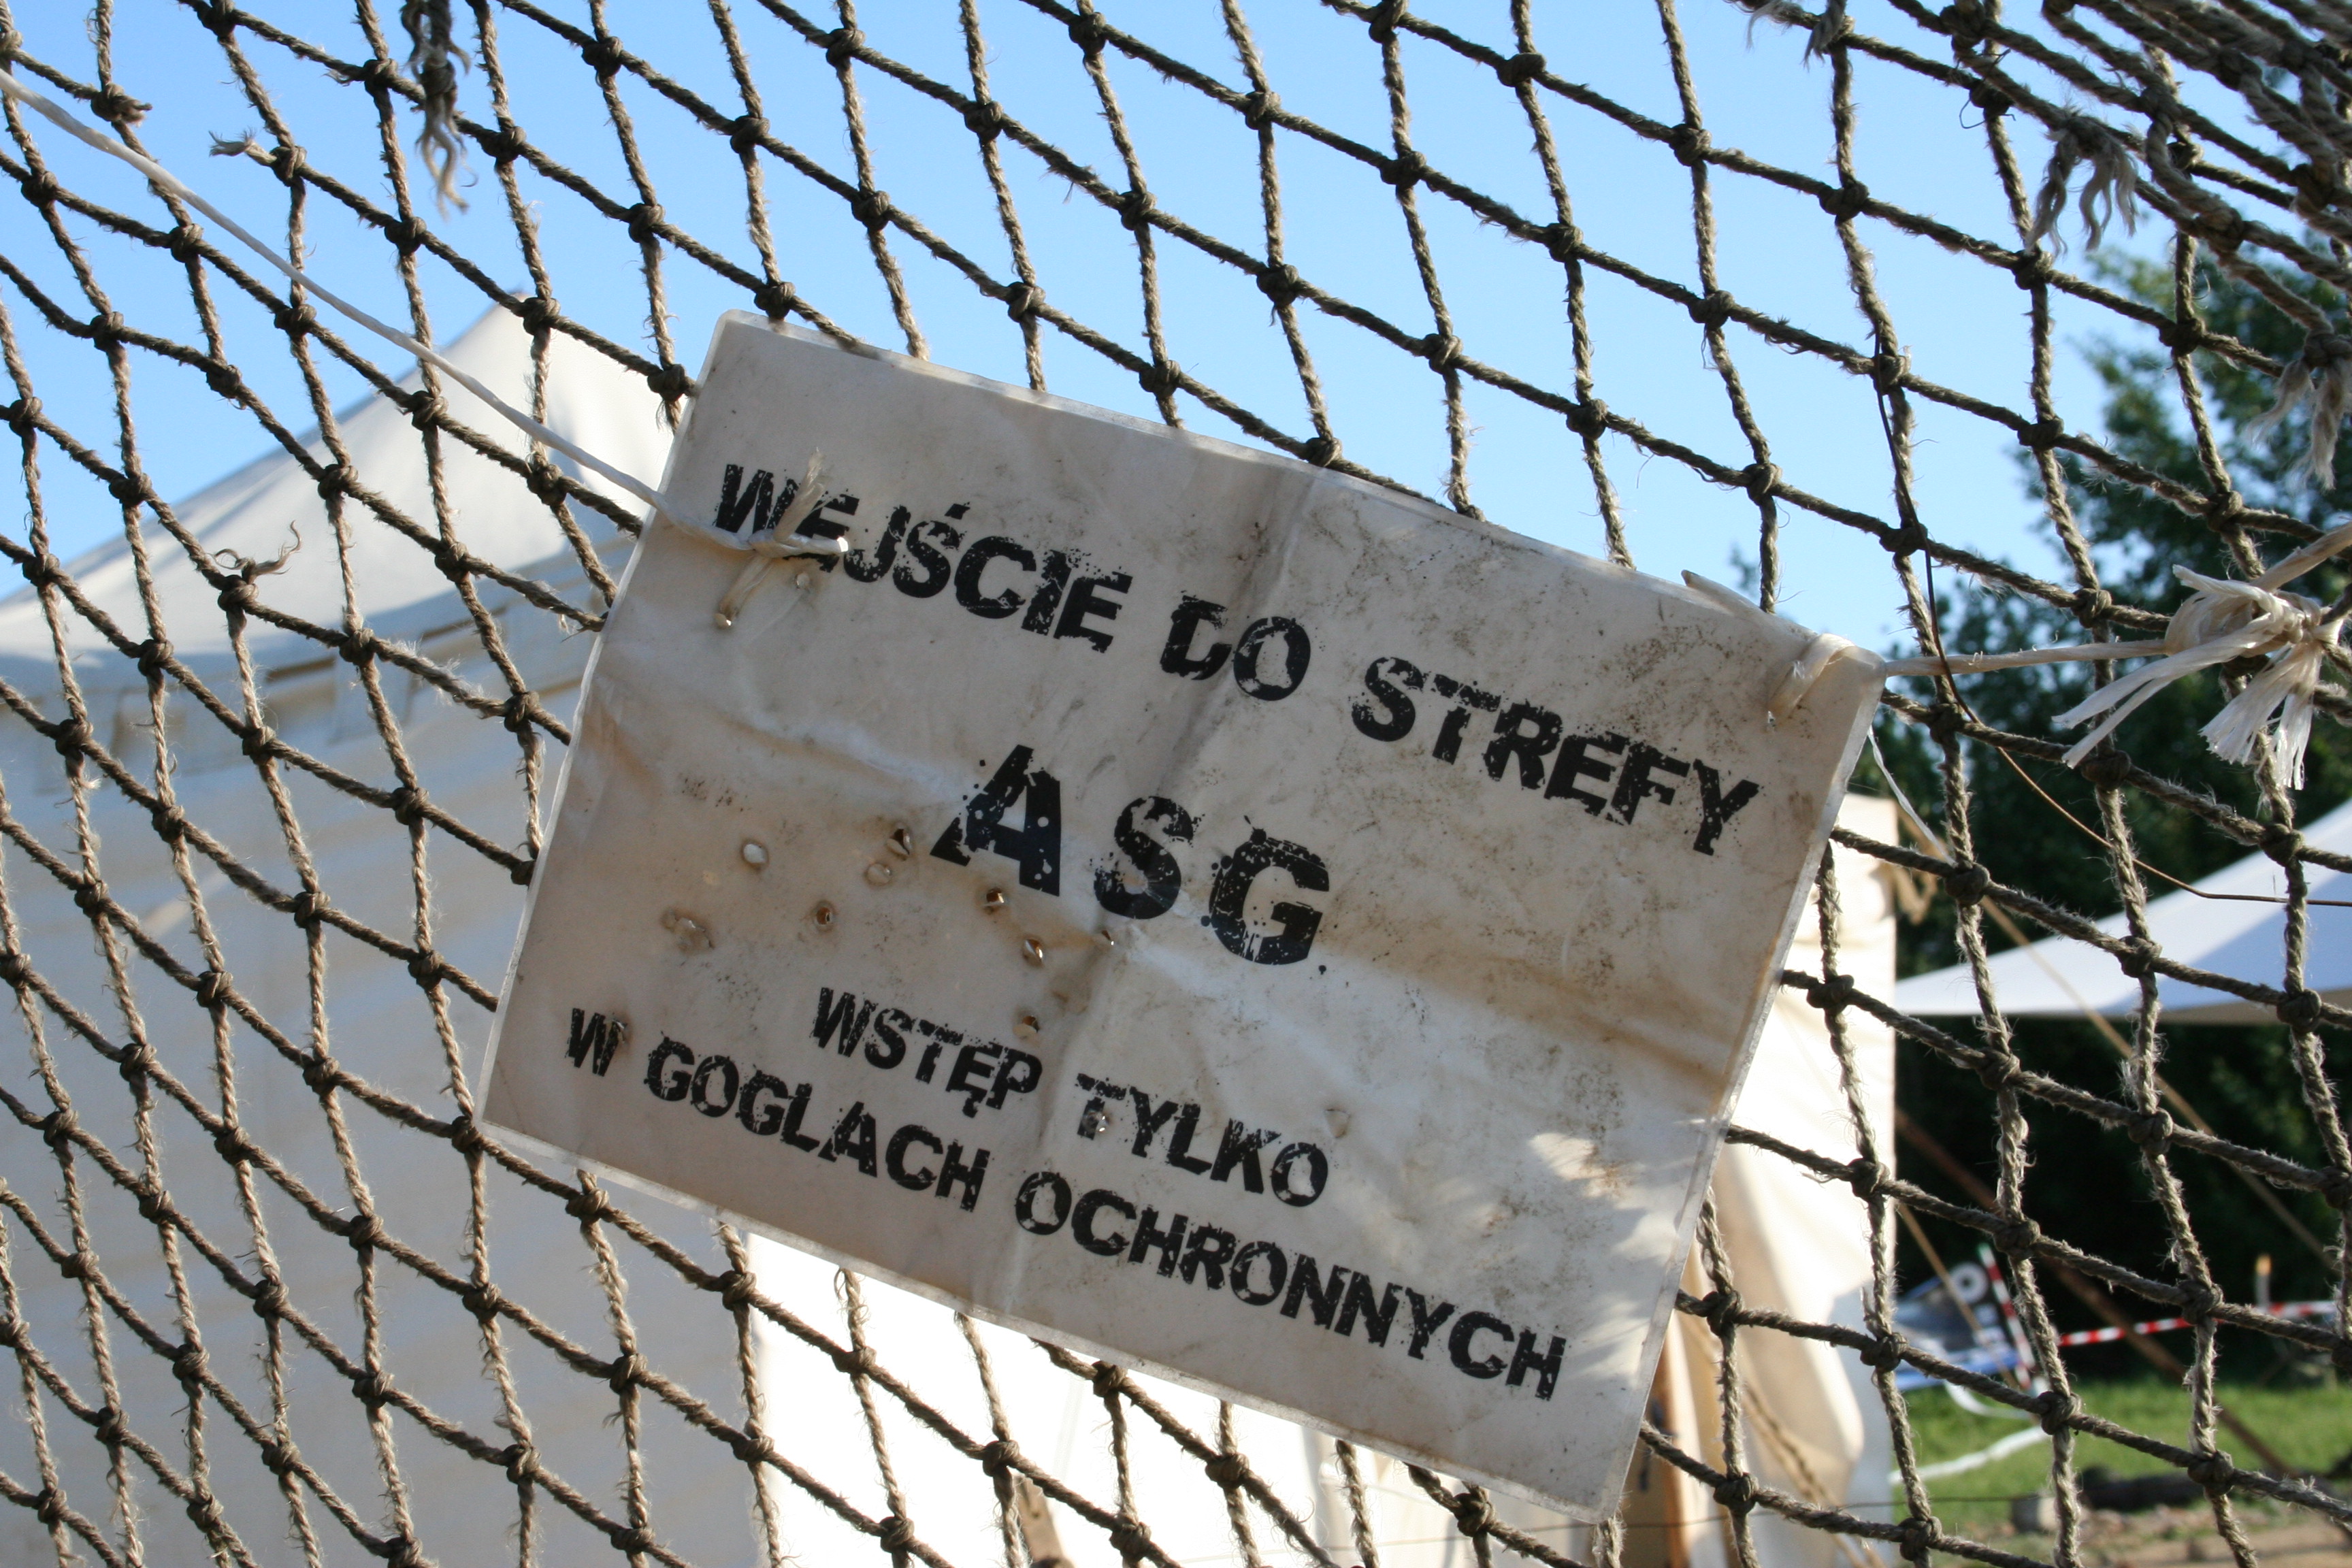 WEJŚCIE DO STREFY
ASG
WSTĘP TYLKO
W GOGLACH OCHRONNYCH